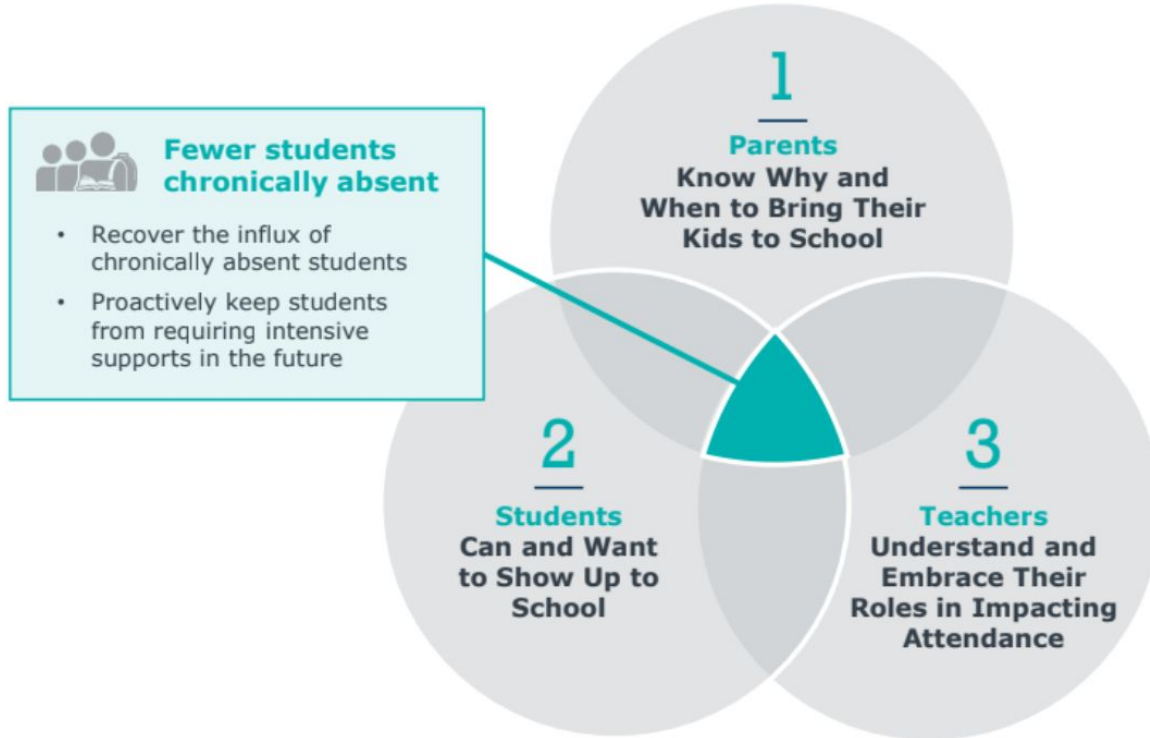 Fewer students
chronically absent
• Recover the influx of
chronically absent students
• Proactively keep students
from requiring intensive
supports in the future
1
Parents
Know Why and
When to Bring Their
Kids to School
2
Students
Can and Want
to Show Up to
School
3
Teachers
Understand and
Embrace Their
Roles in Impacting
Attendance